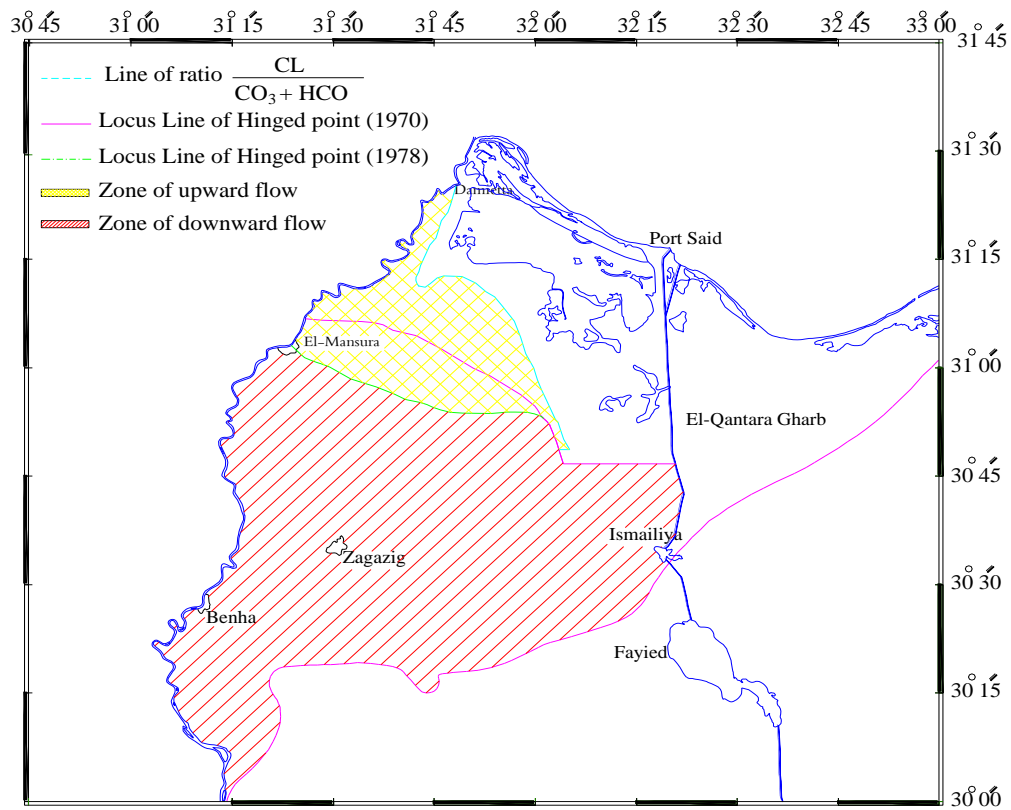 30 45 31 00 31 15 31 30 31 45 32 00 32 15 32 30 32 45 33 00
31 45
Line of ratio CL
CO₃ + HCO
Locus Line of Hinged point (1970)
Locus Line of Hinged point (1978)
Zone of upward flow
Zone of downward flow
31 30
Damietta
Port Said
31 15
El-Mansura
31 00
El-Qantara Gharb
30 45
Ismailiya
Zagazig
30 30
Benha
Fayied
30 15
30 00